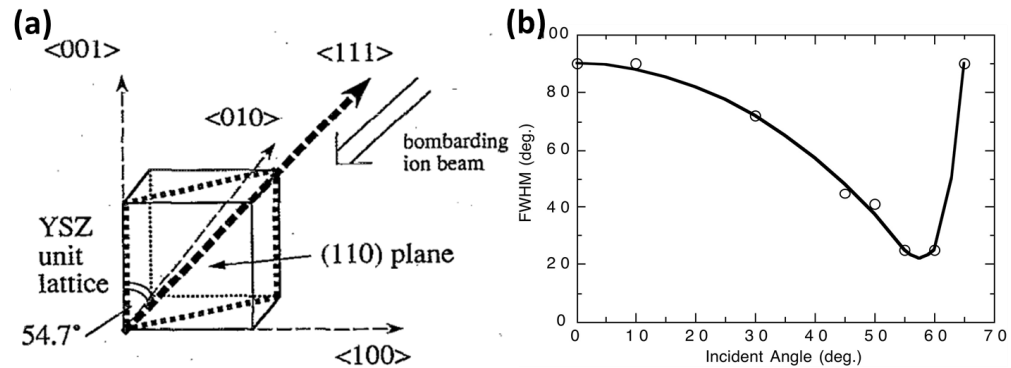 (a)
<001>
<111>
<010>
bombarding
ion beam
YSZ
unit
lattice
(110) plane
54.7°
<100>
(b)
00
80
60
40
20
0
FWHM (deg.)
0 10 20 30 40 50 60 70
Incident Angle (deg.)